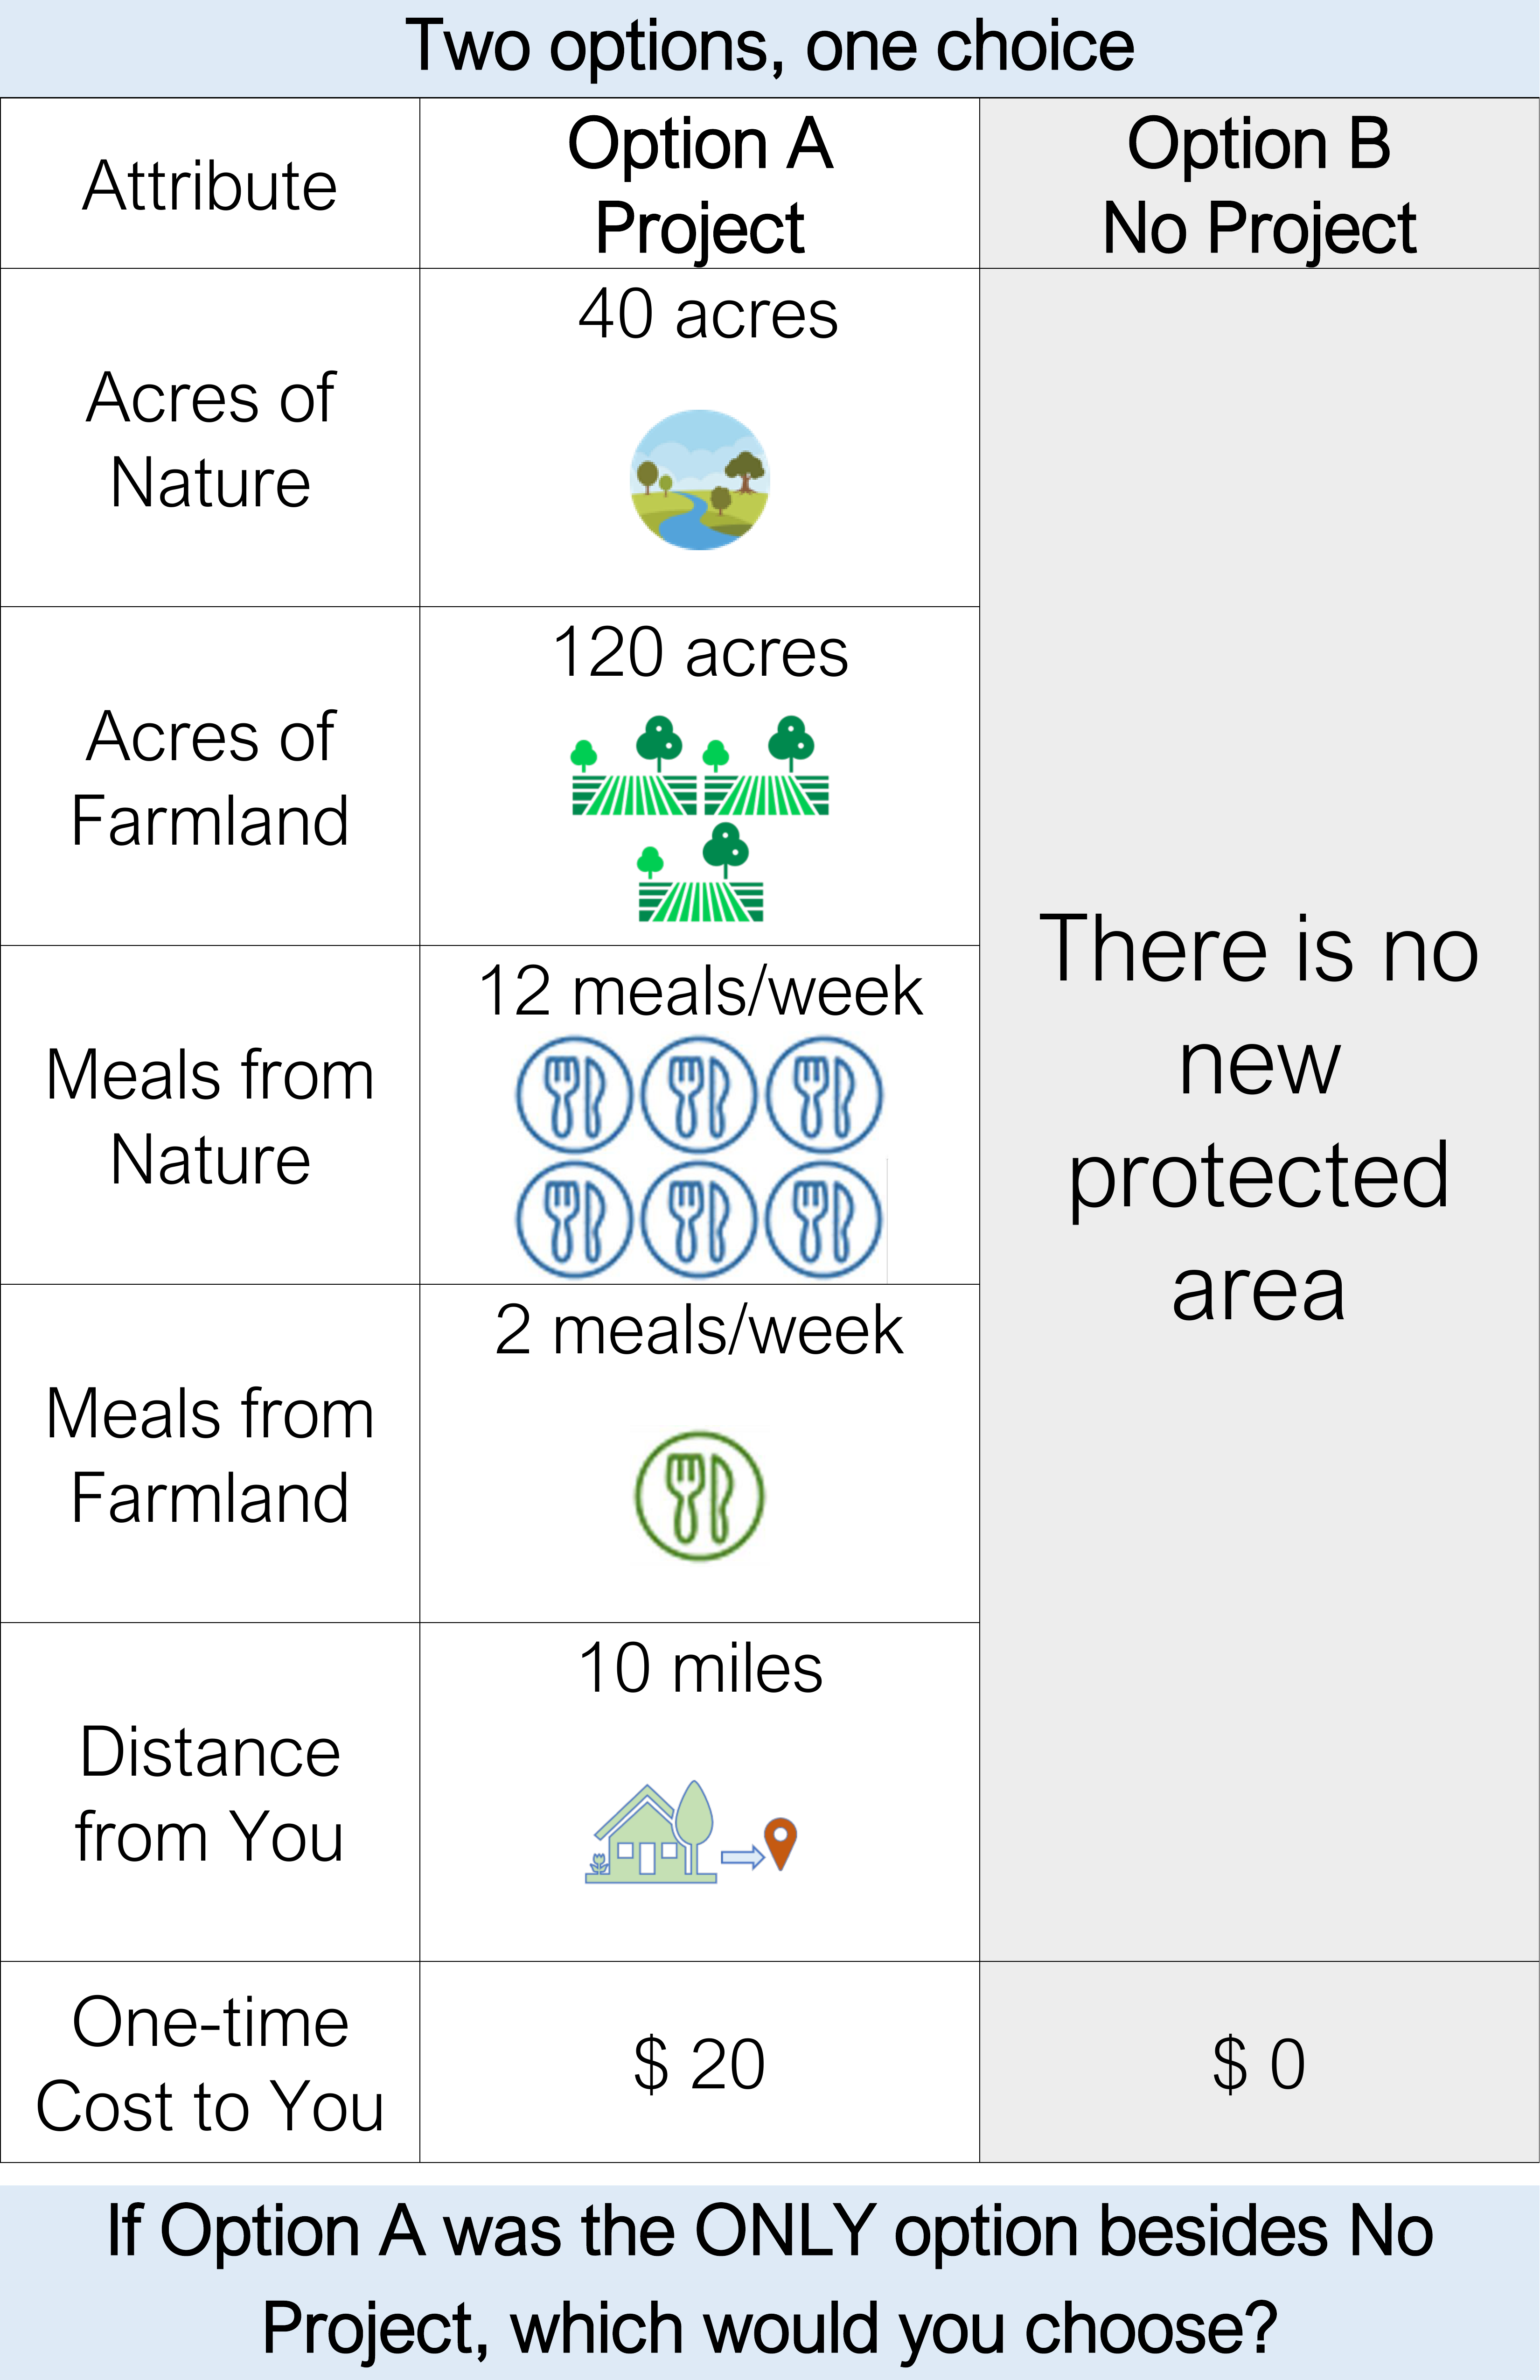 Two options, one choice
Attribute
Option A
Project
Option B
No Project
Acres of
Nature
40 acres
Acres of
Farmland
120 acres
Meals from
Nature
12 meals/week
Meals from
Farmland
2 meals/week
Distance
from You
10 miles
There is no
new
protected
area
One-time
Cost to You
$ 20
$ 0
If Option A was the ONLY option besides No
Project, which would you choose?